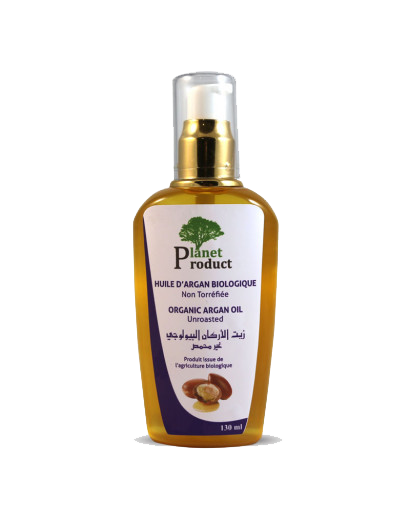 Planet
Product
HUILE D'ARGAN BIOLOGIQUE
Non Torréfiée
ORGANIC ARGAN OIL
Unroasted
زيت الأركان البيولوجي
غير محمص
Produit issue de
l'agriculture biologique
130 ml